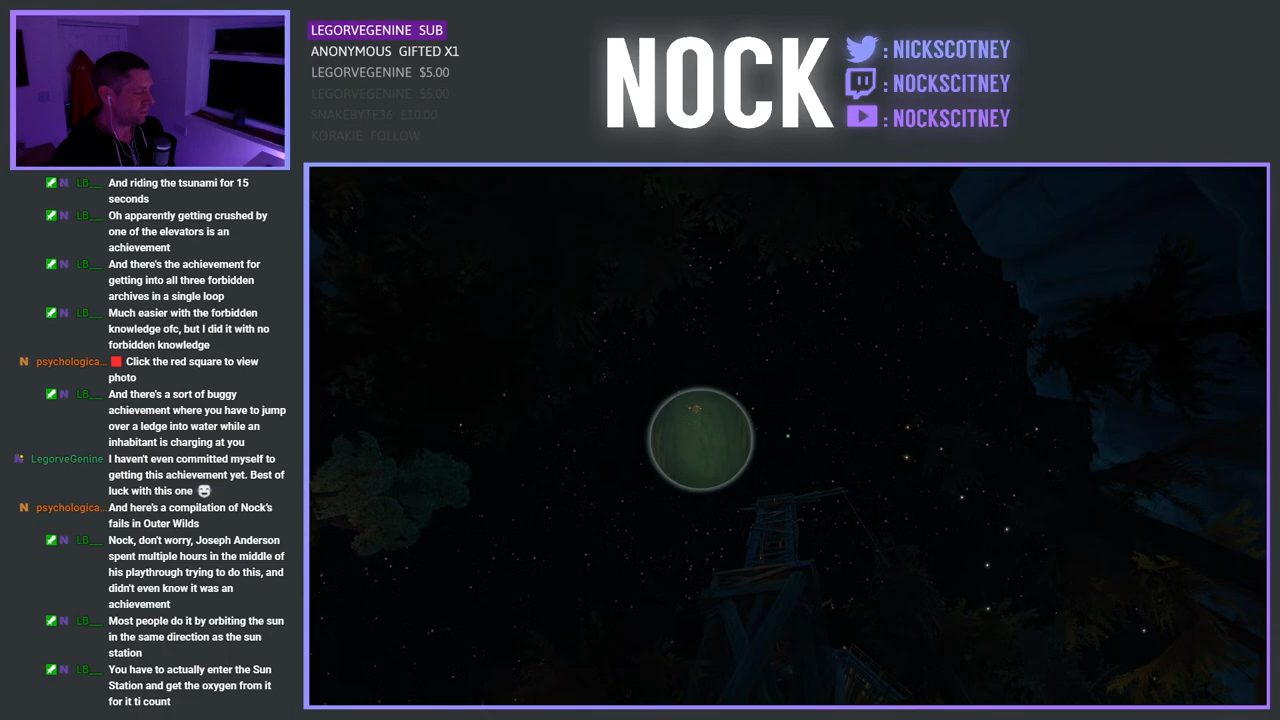 LEGORVEGENINE SUB
ANONYMOUS GIFTED X1
LEGORVEGENINE $5.00
LEGORVEGENINE $5.00
SNAKEBYTE36 £10.00
KORAKIE FOLLOW
NOCK
: NICKSCOTNEY
: NOCKSCITNEY
: NOCKSCITNEY
LB__ And riding the tsunami for 15
seconds
LB__ Oh apparently getting crushed by
one of the elevators is an
achievement
LB__ And there's the achievement for
getting into all three forbidden
archives in a single loop
LB__ Much easier with the forbidden
knowledge ofc, but I did it with no
forbidden knowledge
psychologica... Click the red square to view
photo
LB__ And there's a sort of buggy
achievement where you have to jump
over a ledge into water while an
inhabitant is charging at you
LegorveGenine I haven't even committed myself to
getting this achievement yet. Best of
luck with this one
psychologica... And here's a compilation of Nock's
fails in Outer Wilds
LB__ Nock, don't worry, Joseph Anderson
spent multiple hours in the middle of
his playthrough trying to do this, and
didn't even know it was an
achievement
LB__ Most people do it by orbiting the sun
in the same direction as the sun
station
LB__ You have to actually enter the Sun
Station and get the oxygen from it
for it ti count